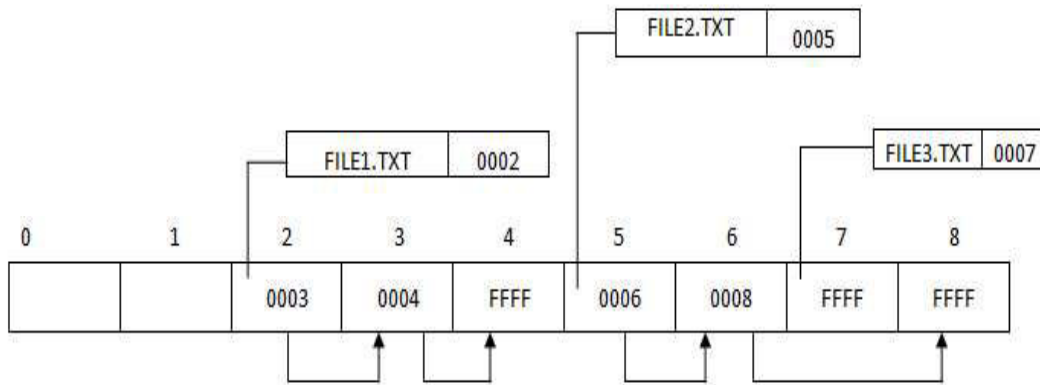 FILE2.TXT 0005
FILE1.TXT 0002
FILE3.TXT 0007
0 1 2 3 4 5 6 7 8
0003 0004 FFFF 0006 0008 FFFF FFFF